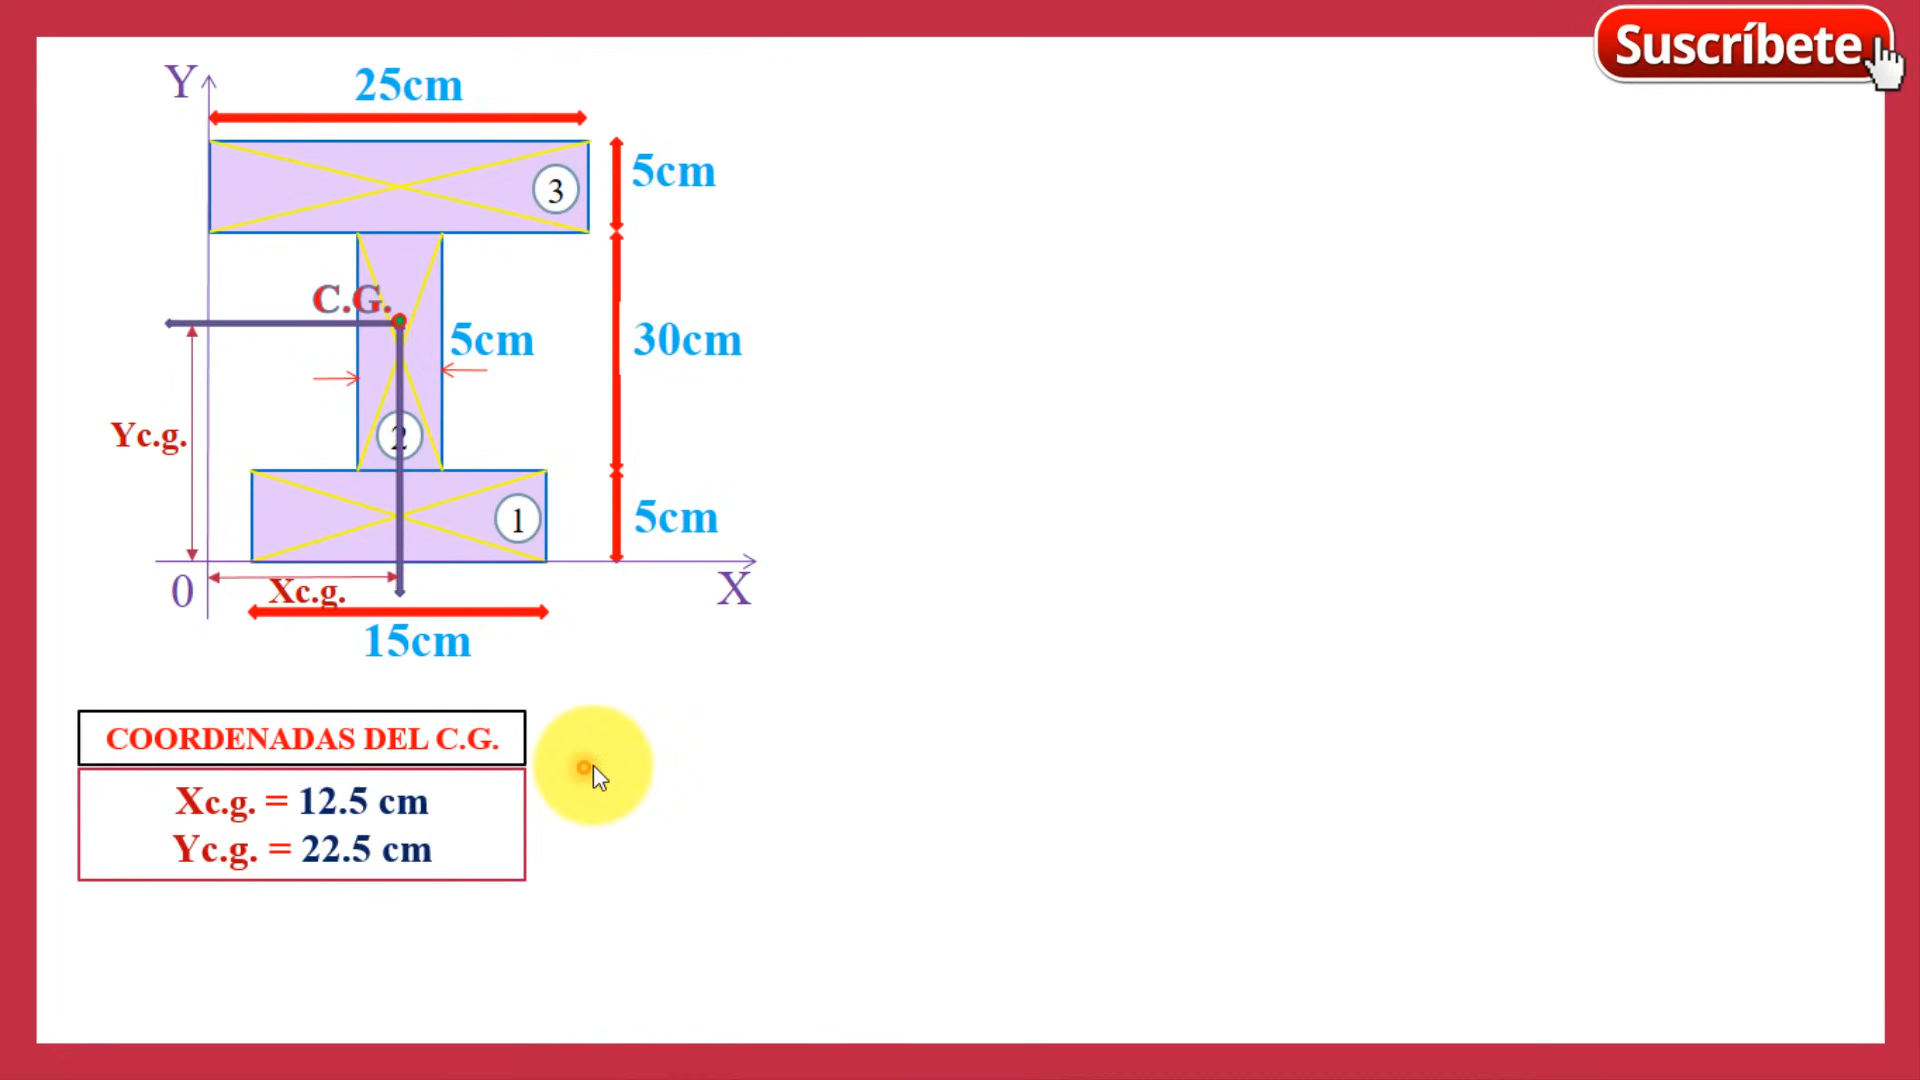 Suscríbete
Y
25cm
3
5cm
C.G.
5cm
30cm
Yc.g.
2
1
5cm
0
Xc.g.
X
15cm
COORDENADAS DEL C.G.
Xc.g. = 12.5 cm
Yc.g. = 22.5 cm